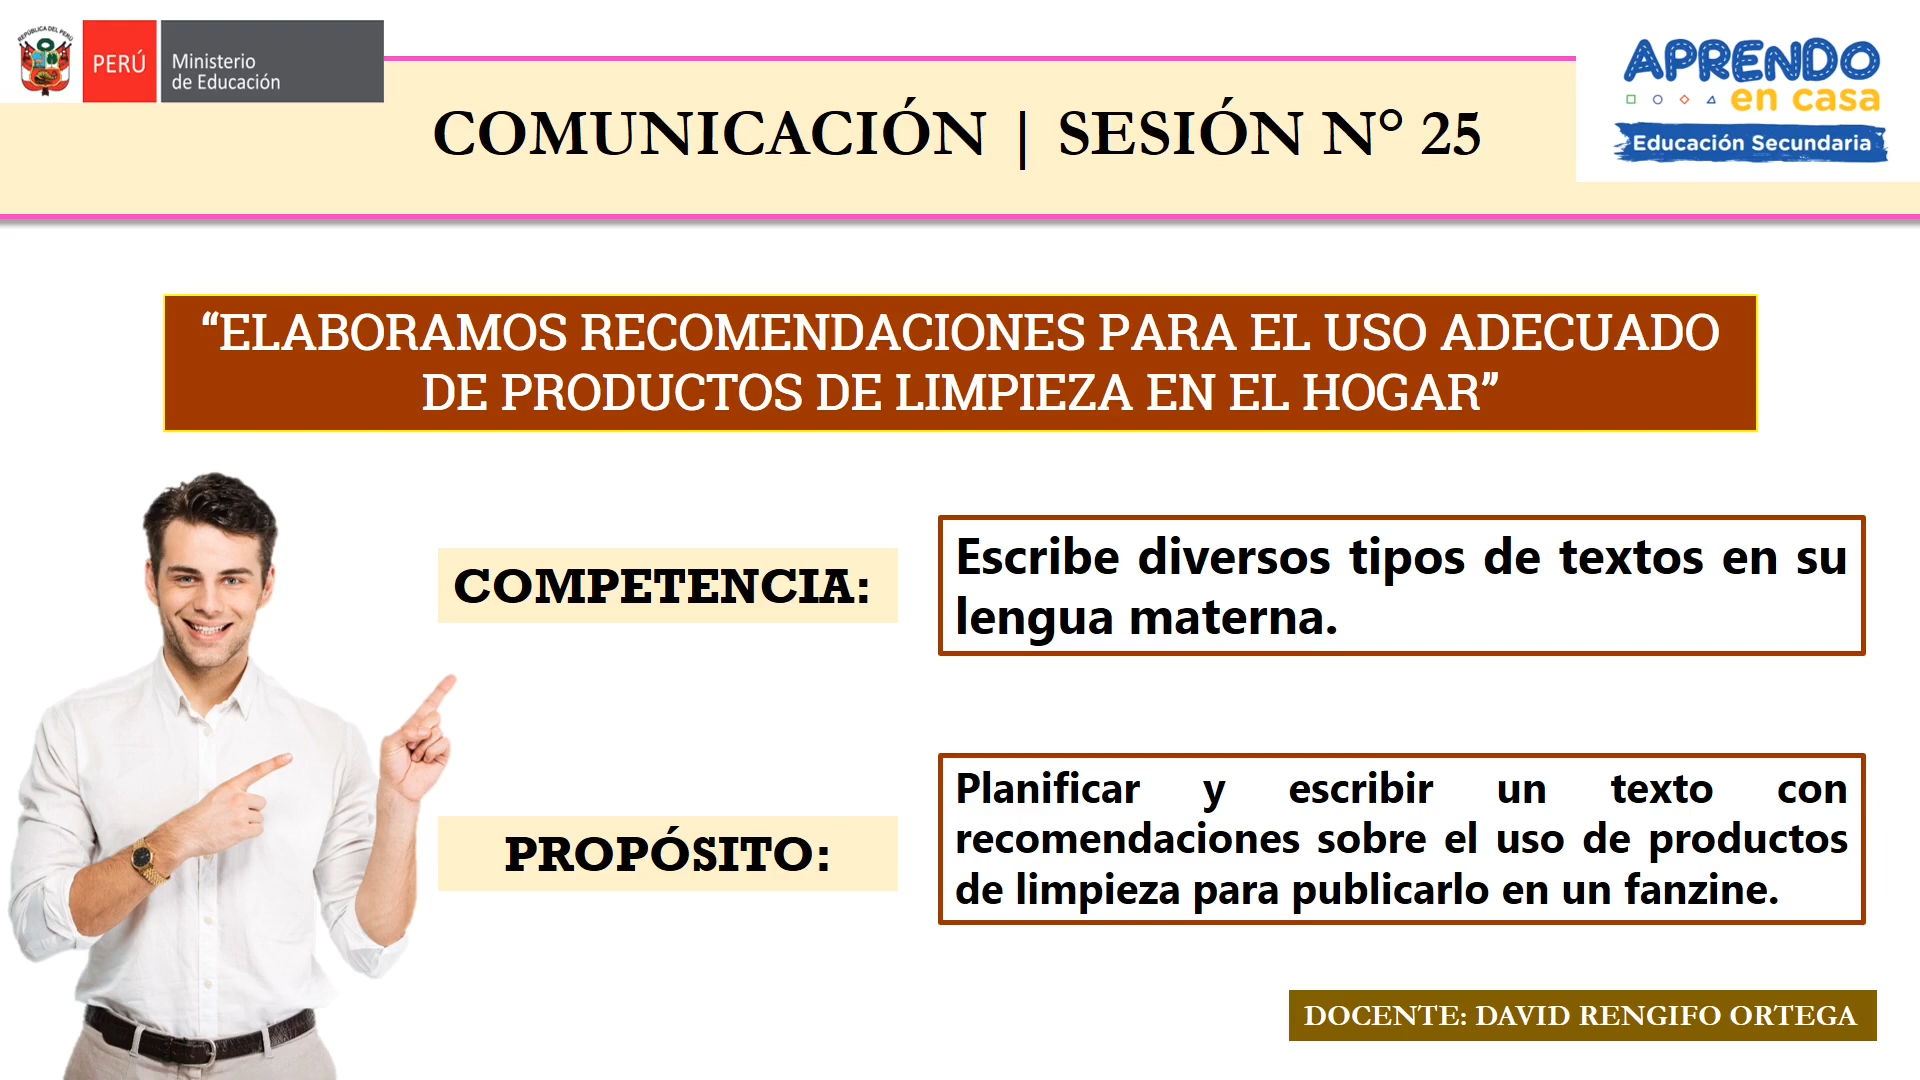 REPÚBLICA DEL PERÚ
PERÚ
Ministerio
de Educación
COMUNICACIÓN | SESIÓN N° 25
APRENDO
en casa
Educación Secundaria
“ELABORAMOS RECOMENDACIONES PARA EL USO ADECUADO
DE PRODUCTOS DE LIMPIEZA EN EL HOGAR”
COMPETENCIA:
Escribe diversos tipos de textos en su
lengua materna.
PROPÓSITO:
Planificar y escribir un texto con
recomendaciones sobre el uso de productos
de limpieza para publicarlo en un fanzine.
DOCENTE: DAVID RENGIFO ORTEGA